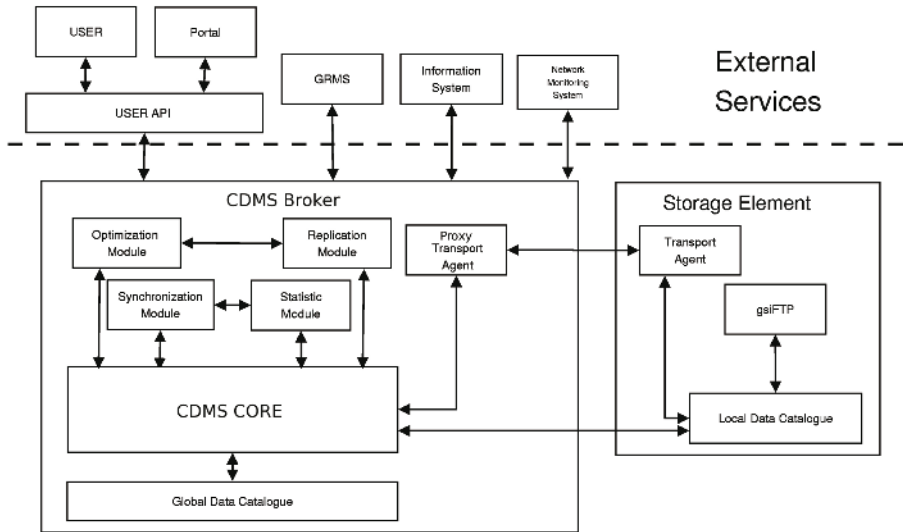 USER
Portal
USER API
GRMS
Information
System
Network
Monitoring
System
External
Services
CDMS Broker
Optimization
Module
Replication
Module
Synchronization
Module
Statistic
Module
Proxy
Transport
Agent
CDMS CORE
Global Data Catalogue
Storage Element
Transport
Agent
gsiFTP
Local Data Catalogue